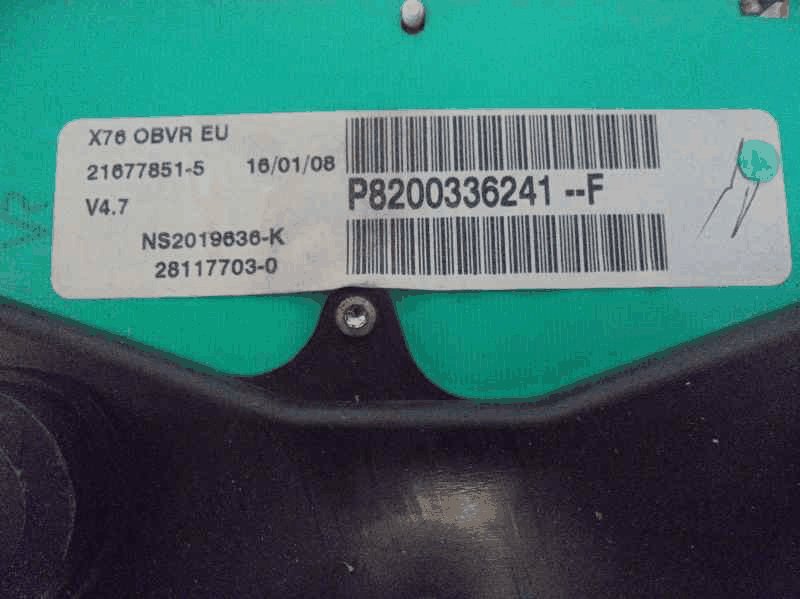 X76 OBVR EU
21677851-5 16/01/08
V4.7
P8200336241 --F
NS2019636-K
28117703-0